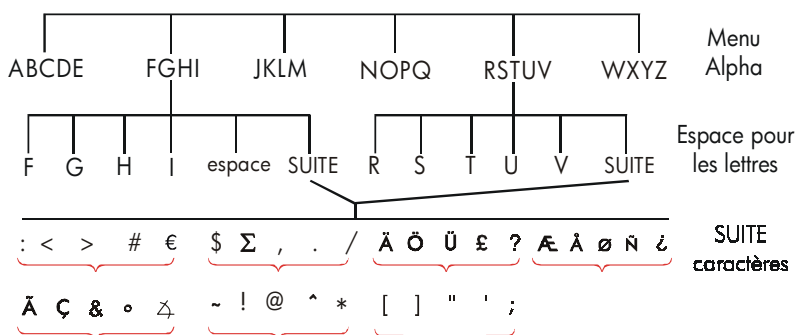 ABCDE FGHI JKLM NOPQ RSTUV WXYZ
Menu
Alpha
F G H I espace SUITE R S T U V SUITE
Espace pour
les lettres
: < > # € $ Σ , . / Ä Ö Ü £ ? Æ Å ø Ñ ¿
SUITE
caractères
Ã Ç & ° ∡ ~ ! @ ^ * [ ] " ' ;